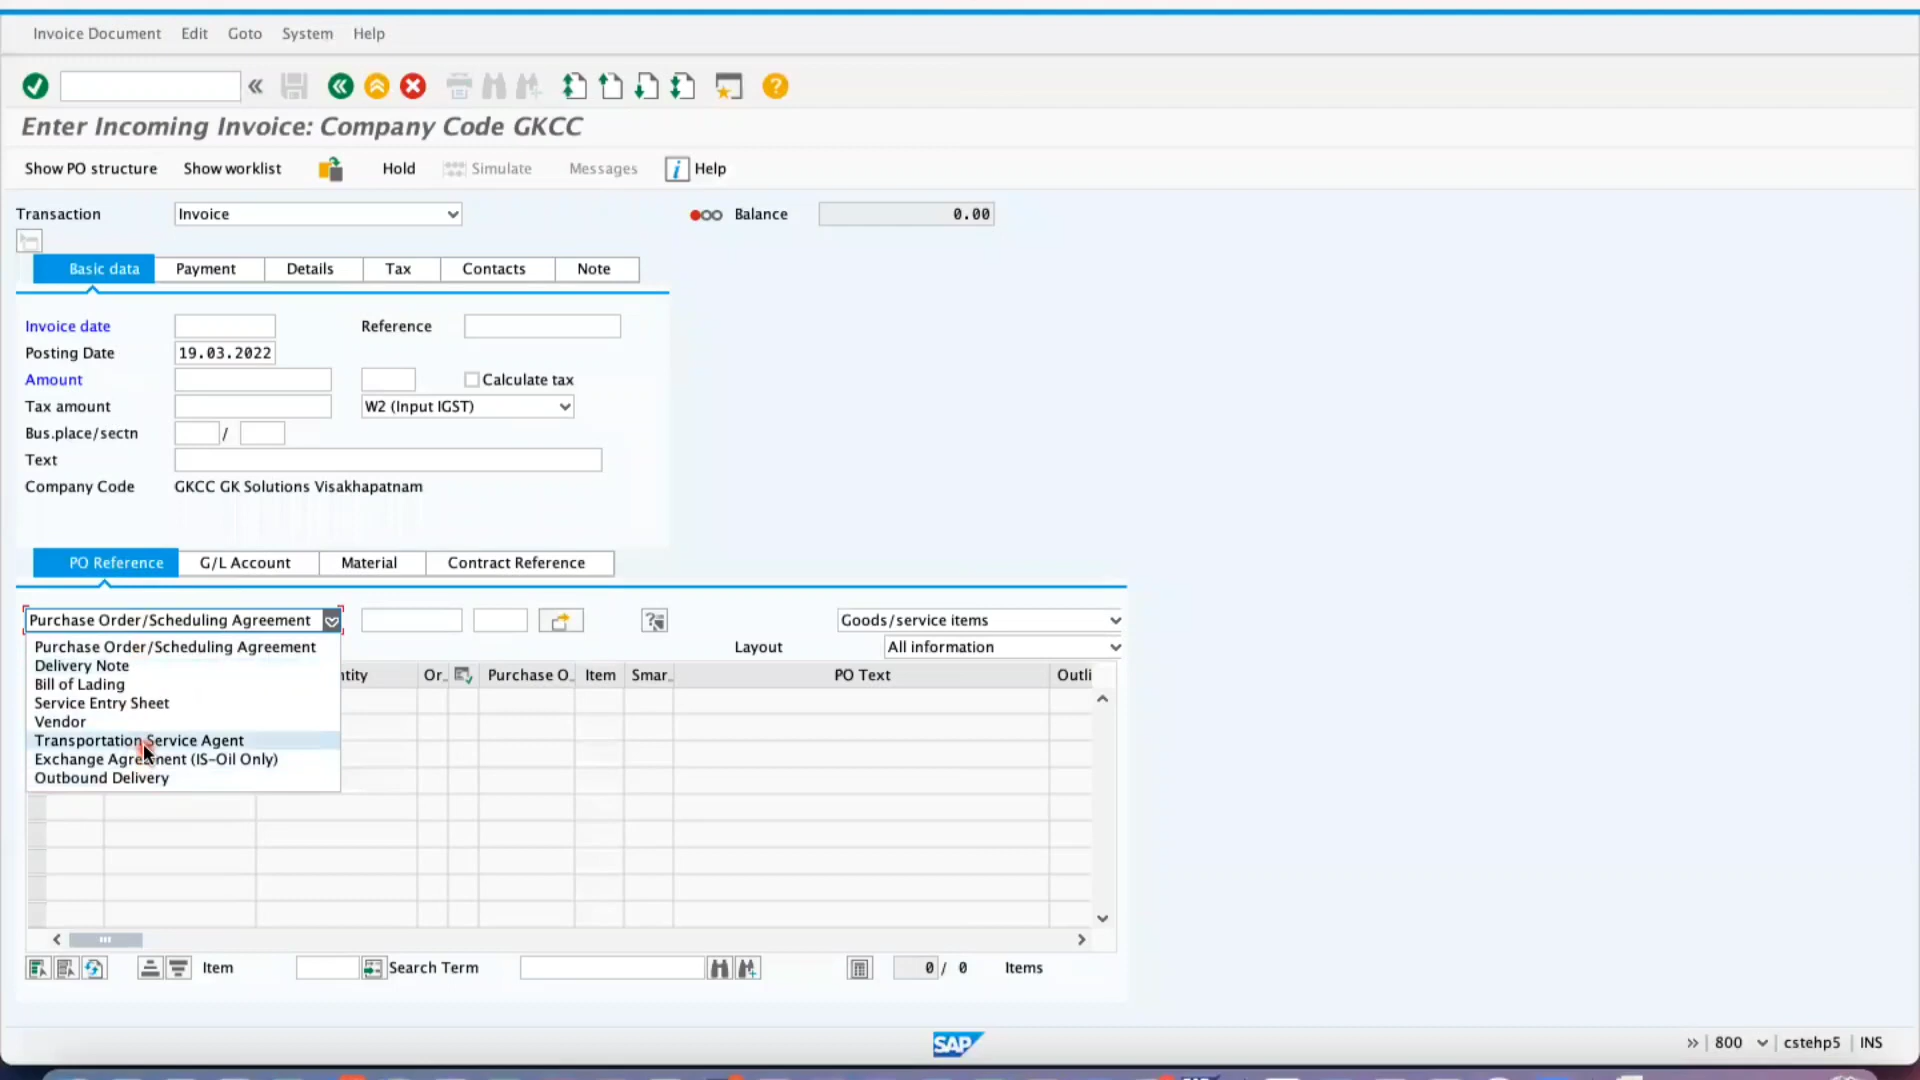 Invoice Document Edit Goto System Help
Enter Incoming Invoice: Company Code GKCC
Show PO structure Show worklist Hold Simulate Messages Help
Transaction Invoice Balance 0.00
Basic data Payment Details Tax Contacts Note
Invoice date Reference
Posting Date 19.03.2022
Amount Calculate tax
Tax amount W2 (Input IGST)
Bus.place/sectn /
Text
Company Code GKCC GK Solutions Visakhapatnam
PO Reference G/L Account Material Contract Reference
Purchase Order/Scheduling Agreement Goods/service items
Purchase Order/Scheduling Agreement Layout All information
Delivery Note
ntity Or.. Purchase O.. Item Smar.. PO Text Outli
Bill of Lading
Service Entry Sheet
Vendor
Transportation Service Agent
Exchange Agreement (IS-Oil Only)
Outbound Delivery
Item Search Term 0 / 0 Items
SAP 800 cstehp5 INS